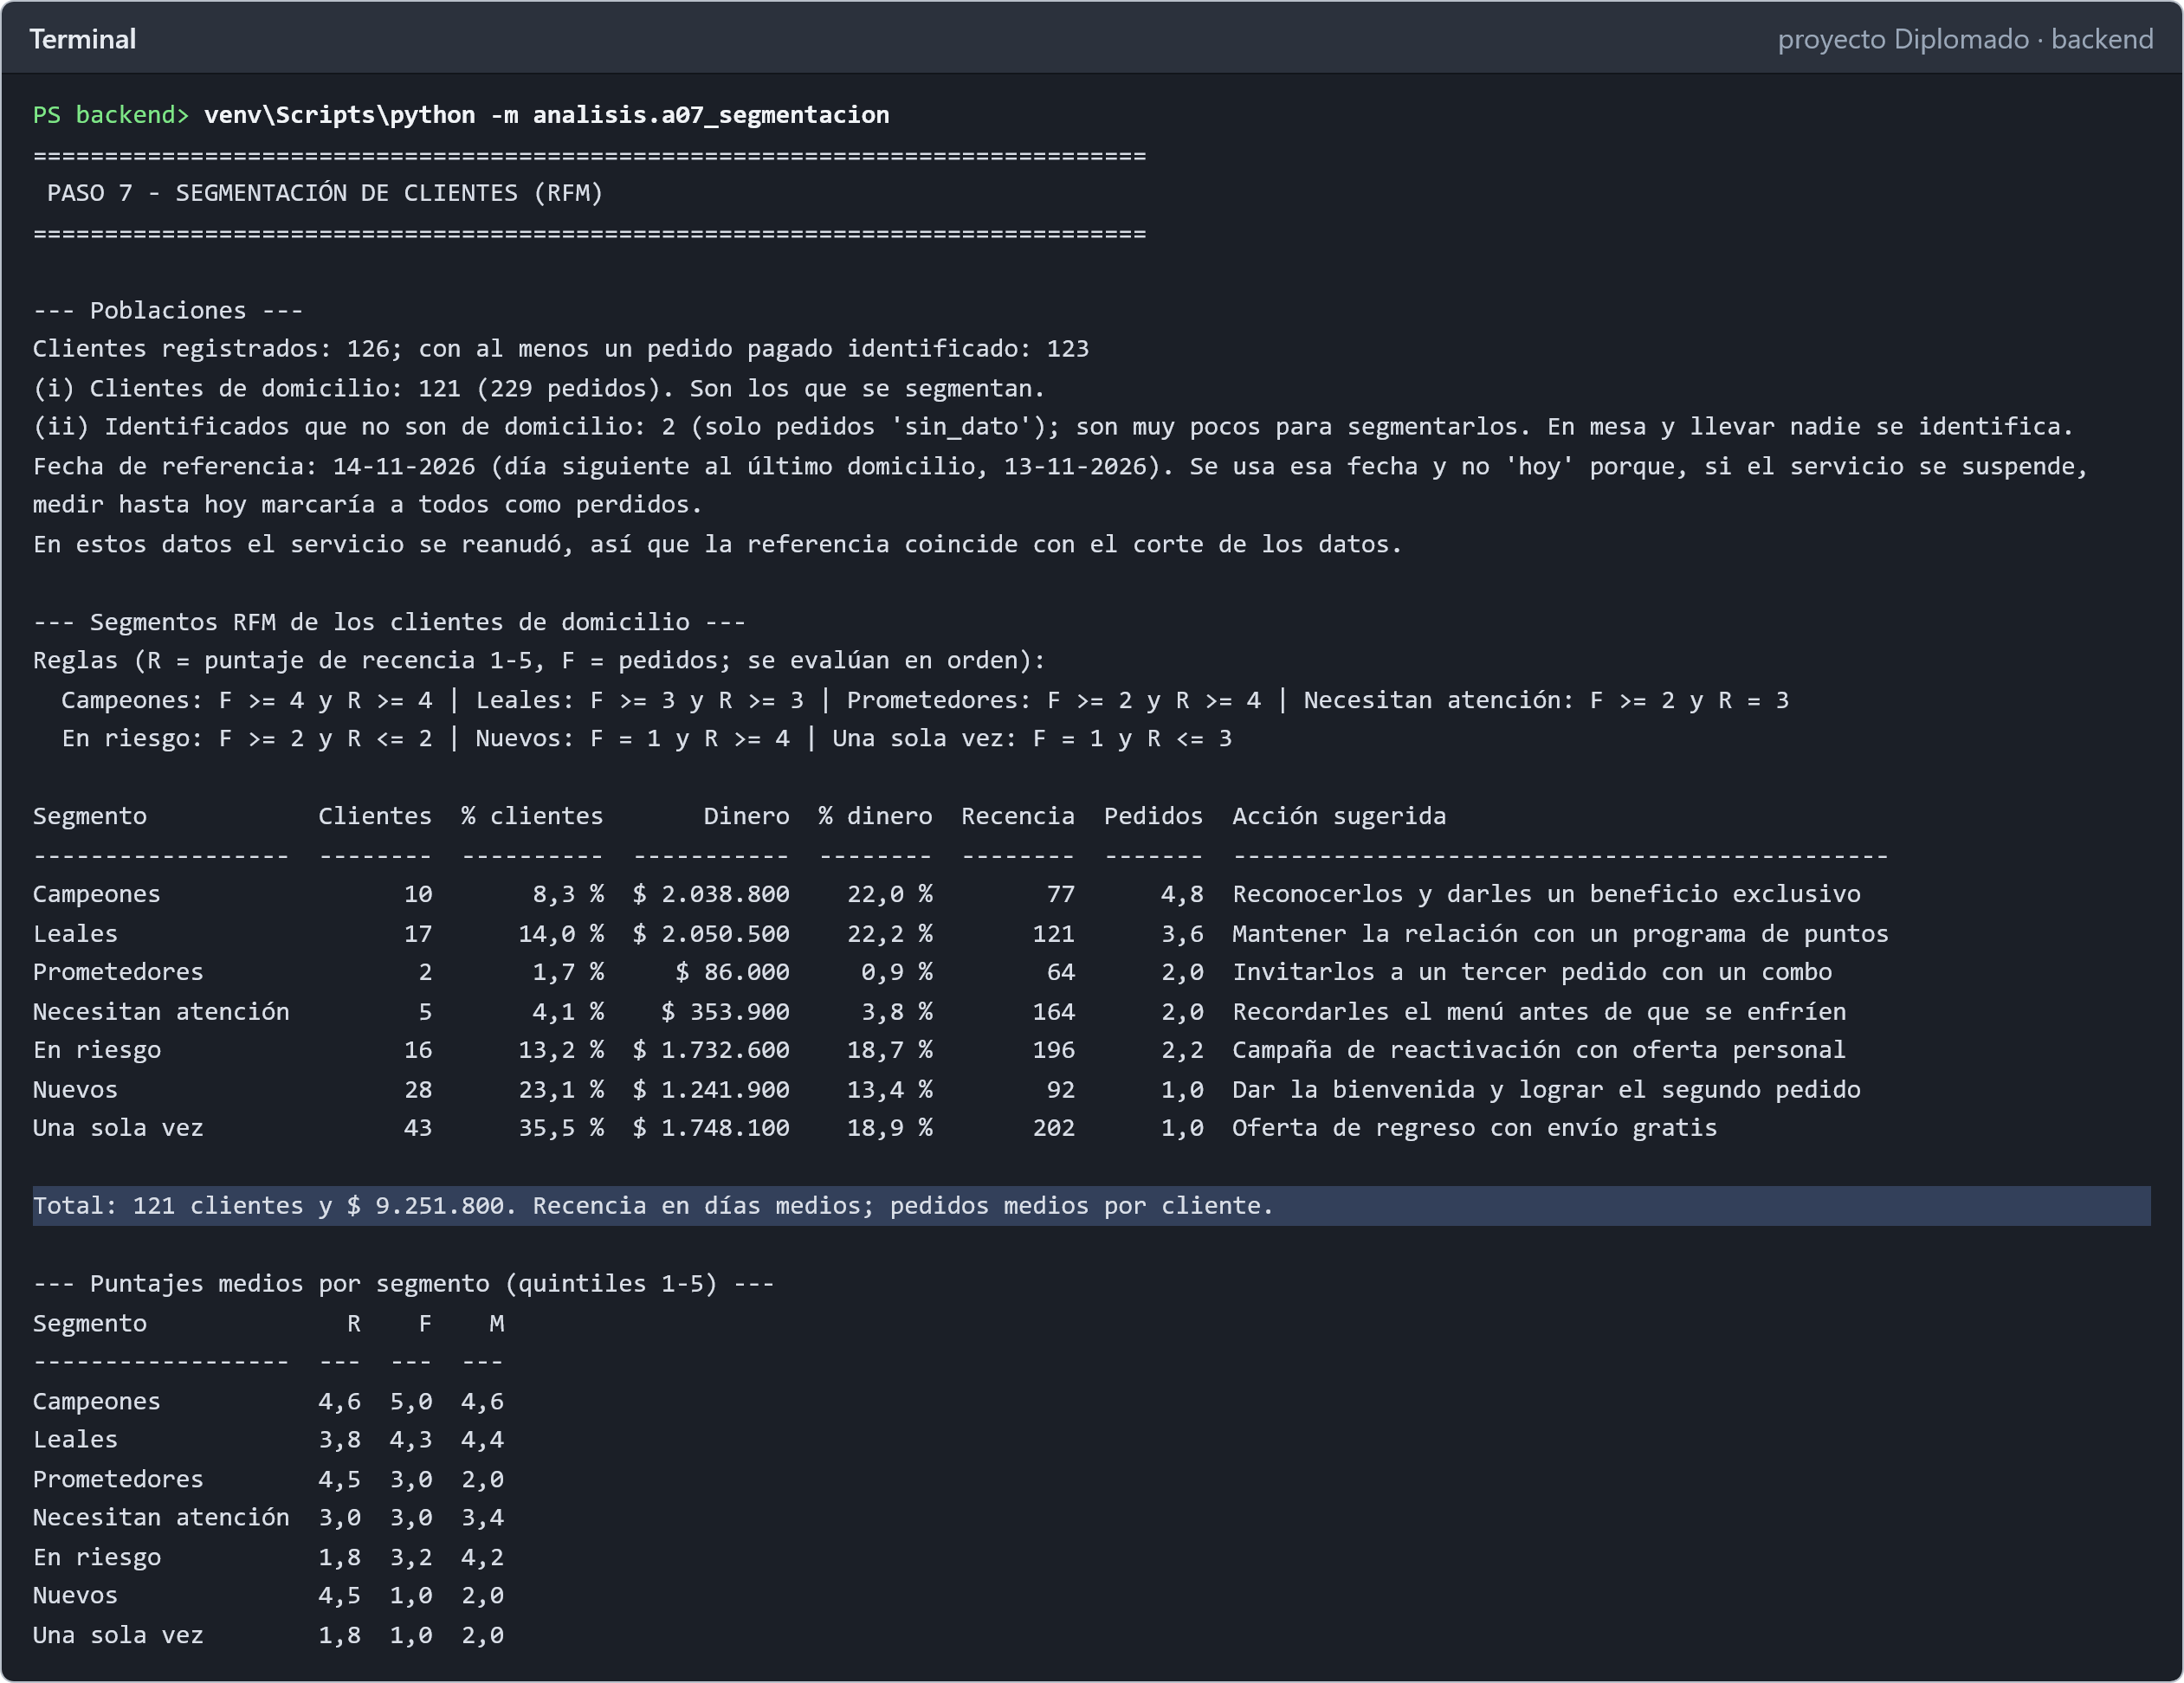 Terminal
proyecto Diplomado · backend
PS backend> venv\Scripts\python -m analisis.a07_segmentacion
==============================================================================
 PASO 7 - SEGMENTACIÓN DE CLIENTES (RFM)
==============================================================================
--- Poblaciones ---
Clientes registrados: 126; con al menos un pedido pagado identificado: 123
(i) Clientes de domicilio: 121 (229 pedidos). Son los que se segmentan.
(ii) Identificados que no son de domicilio: 2 (solo pedidos 'sin_dato'); son muy pocos para segmentarlos. En mesa y llevar nadie se identifica.
Fecha de referencia: 14-11-2026 (día siguiente al último domicilio, 13-11-2026). Se usa esa fecha y no 'hoy' porque, si el servicio se suspende,
medir hasta hoy marcaría a todos como perdidos.
En estos datos el servicio se reanudó, así que la referencia coincide con el corte de los datos.
--- Segmentos RFM de los clientes de domicilio ---
Reglas (R = puntaje de recencia 1-5, F = pedidos; se evalúan en orden):
  Campeones: F >= 4 y R >= 4 | Leales: F >= 3 y R >= 3 | Prometedores: F >= 2 y R >= 4 | Necesitan atención: F >= 2 y R = 3
  En riesgo: F >= 2 y R <= 2 | Nuevos: F = 1 y R >= 4 | Una sola vez: F = 1 y R <= 3
Segmento            Clientes  % clientes       Dinero  % dinero  Recencia  Pedidos  Acción sugerida
------------------  --------  ----------  -----------  --------  --------  -------  ----------------------------------------------
Campeones                 10       8,3 %  $ 2.038.800    22,0 %        77      4,8  Reconocerlos y darles un beneficio exclusivo
Leales                    17      14,0 %  $ 2.050.500    22,2 %       121      3,6  Mantener la relación con un programa de puntos
Prometedores               2       1,7 %     $ 86.000     0,9 %        64      2,0  Invitarlos a un tercer pedido con un combo
Necesitan atención         5       4,1 %    $ 353.900     3,8 %       164      2,0  Recordarles el menú antes de que se enfríen
En riesgo                 16      13,2 %  $ 1.732.600    18,7 %       196      2,2  Campaña de reactivación con oferta personal
Nuevos                    28      23,1 %  $ 1.241.900    13,4 %        92      1,0  Dar la bienvenida y lograr el segundo pedido
Una sola vez              43      35,5 %  $ 1.748.100    18,9 %       202      1,0  Oferta de regreso con envío gratis
Total: 121 clientes y $ 9.251.800. Recencia en días medios; pedidos medios por cliente.
--- Puntajes medios por segmento (quintiles 1-5) ---
Segmento              R    F    M
------------------  ---  ---  ---
Campeones           4,6  5,0  4,6
Leales              3,8  4,3  4,4
Prometedores        4,5  3,0  2,0
Necesitan atención  3,0  3,0  3,4
En riesgo           1,8  3,2  4,2
Nuevos              4,5  1,0  2,0
Una sola vez        1,8  1,0  2,0